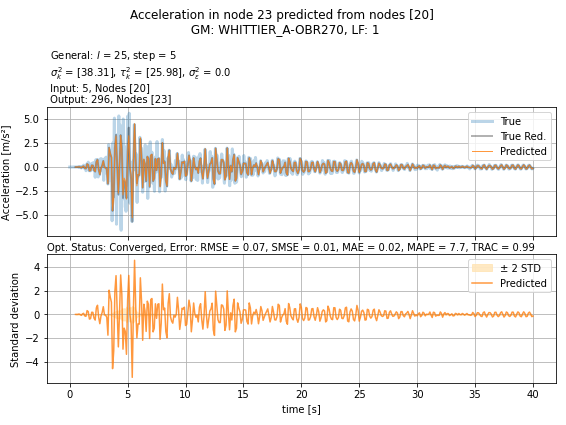 Acceleration in node 23 predicted from nodes [20]
GM: WHITTIER_A-OBR270, LF: 1
General: l = 25, step = 5
σ²ₖ = [38.31], τ²ₖ = [25.98], σ²ε = 0.0
Input: 5, Nodes [20]
Output: 296, Nodes [23]
Acceleration [m/s²]
5.0
2.5
0.0
−2.5
−5.0
True
True Red.
Predicted
Opt. Status: Converged, Error: RMSE = 0.07, SMSE = 0.01, MAE = 0.02, MAPE = 7.7, TRAC = 0.99
Standard deviation
4
2
0
−2
−4
± 2 STD
Predicted
0 5 10 15 20 25 30 35 40
time [s]